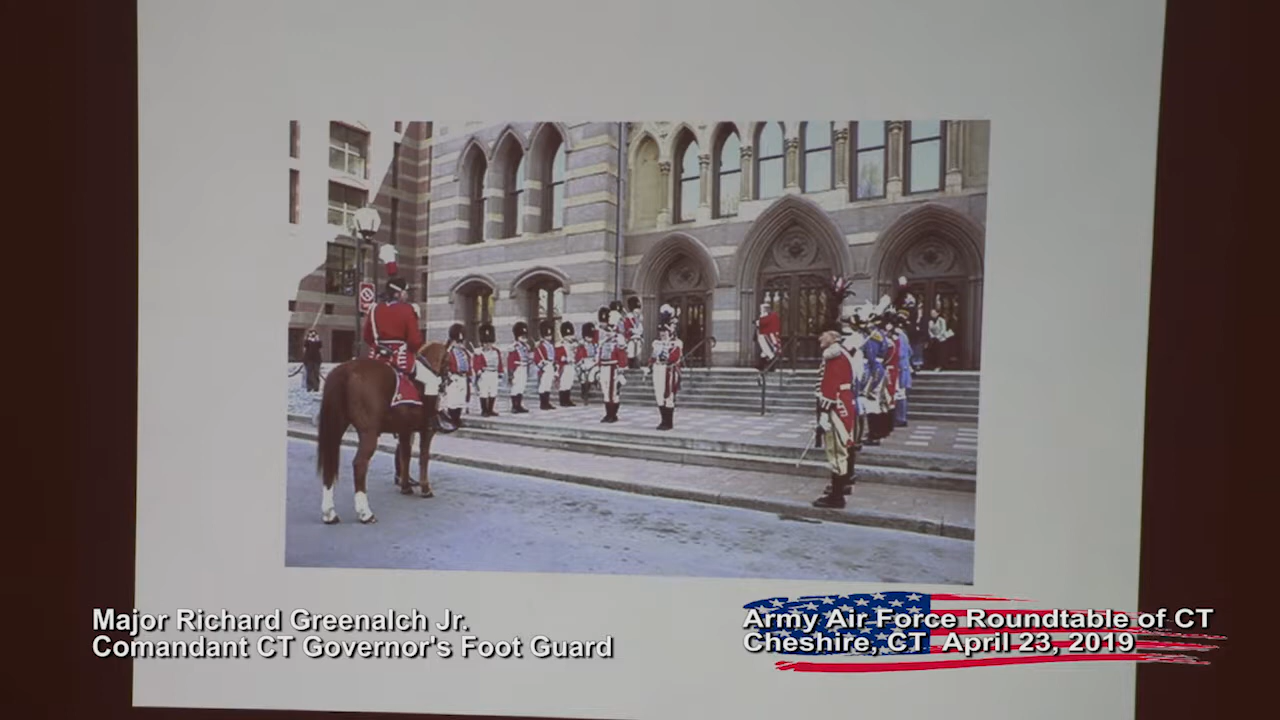 Major Richard Greenalch Jr.
Comandant CT Governor's Foot Guard
Army Air Force Roundtable of CT
Cheshire, CT April 23, 2019